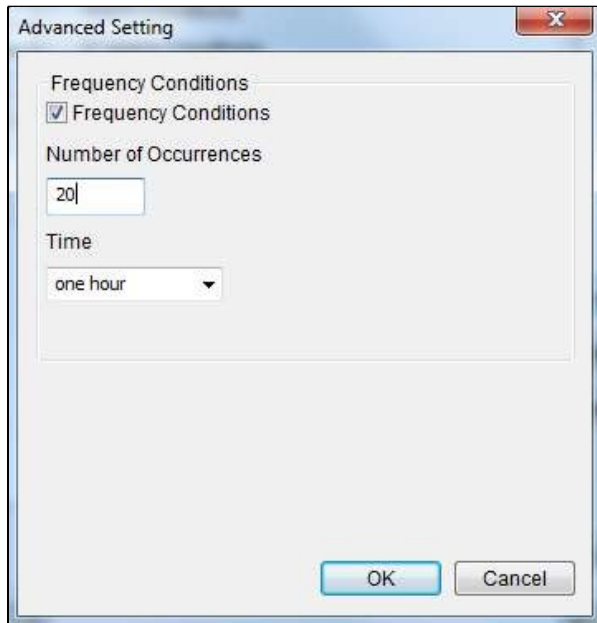 Advanced Setting
Frequency Conditions
Frequency Conditions
Number of Occurrences
20
Time
one hour
OK Cancel